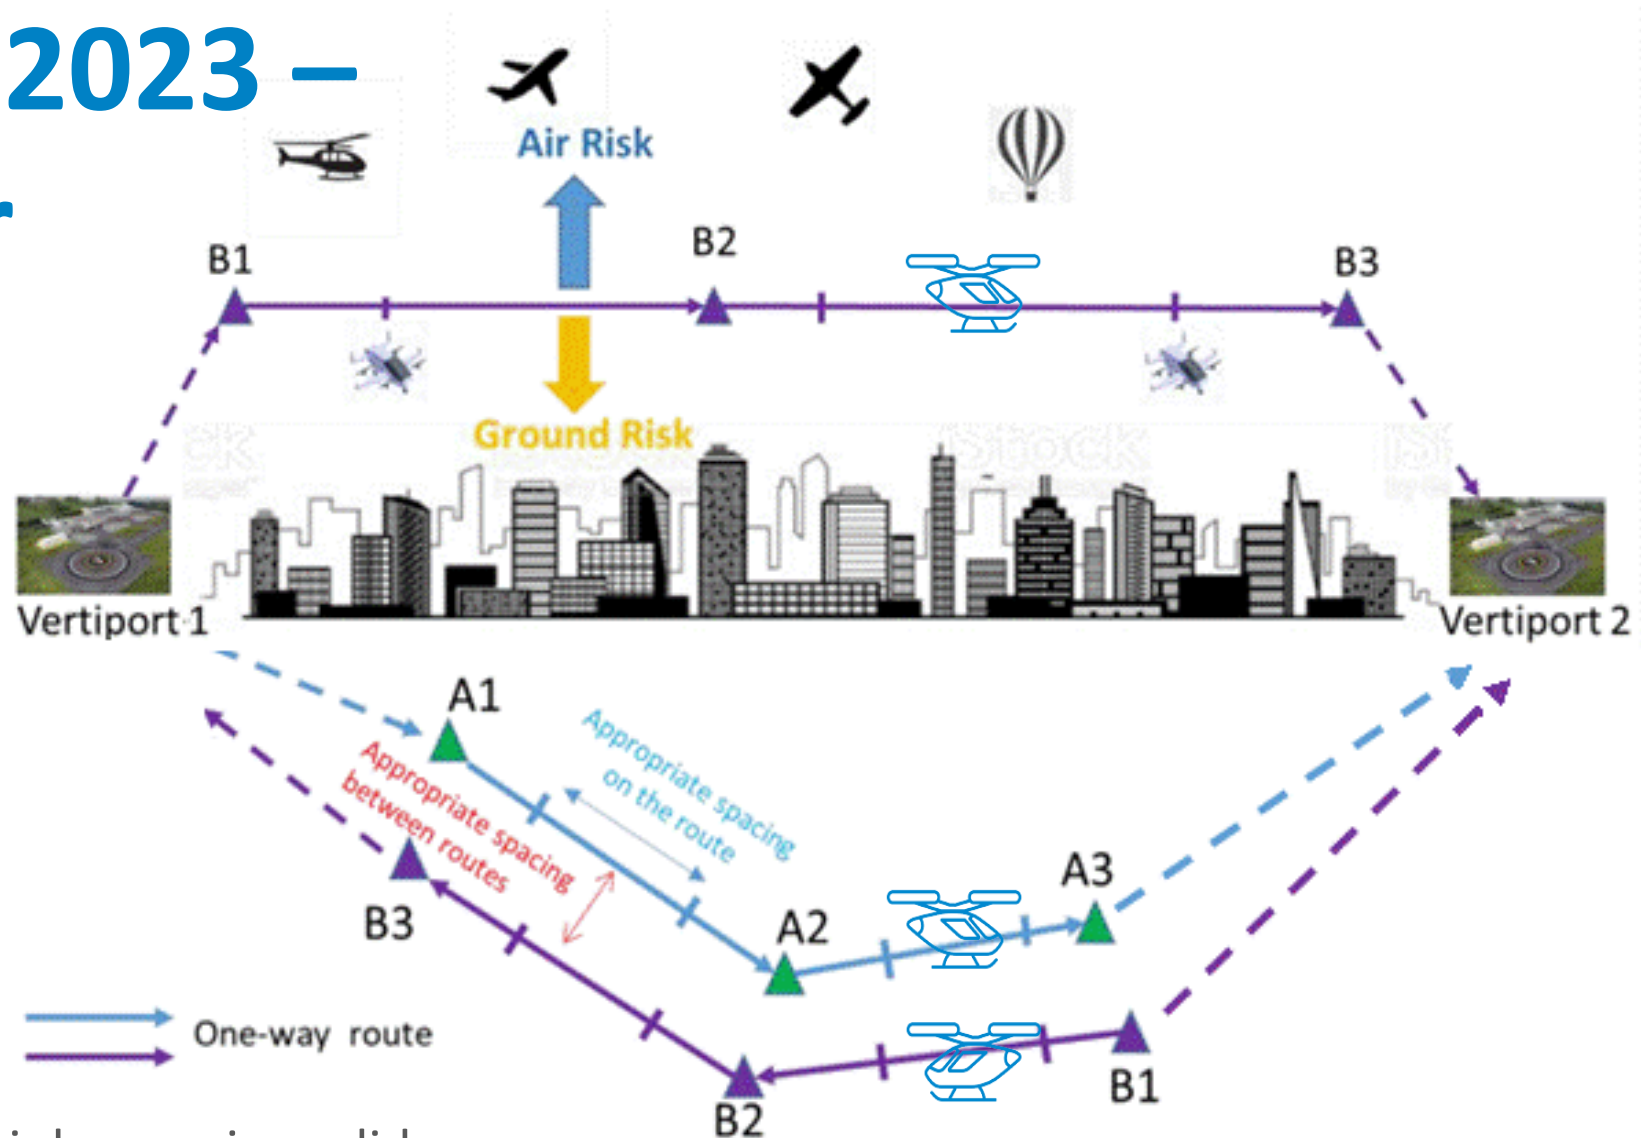 2023 –
r
Air Risk
B1
B2
B3
Ground Risk
Stock
Vertiport 1
Vertiport 2
A1
Appropriate spacing
on the route
Appropriate spacing
between routes
A3
A2
B3
One-way route
B1
B2